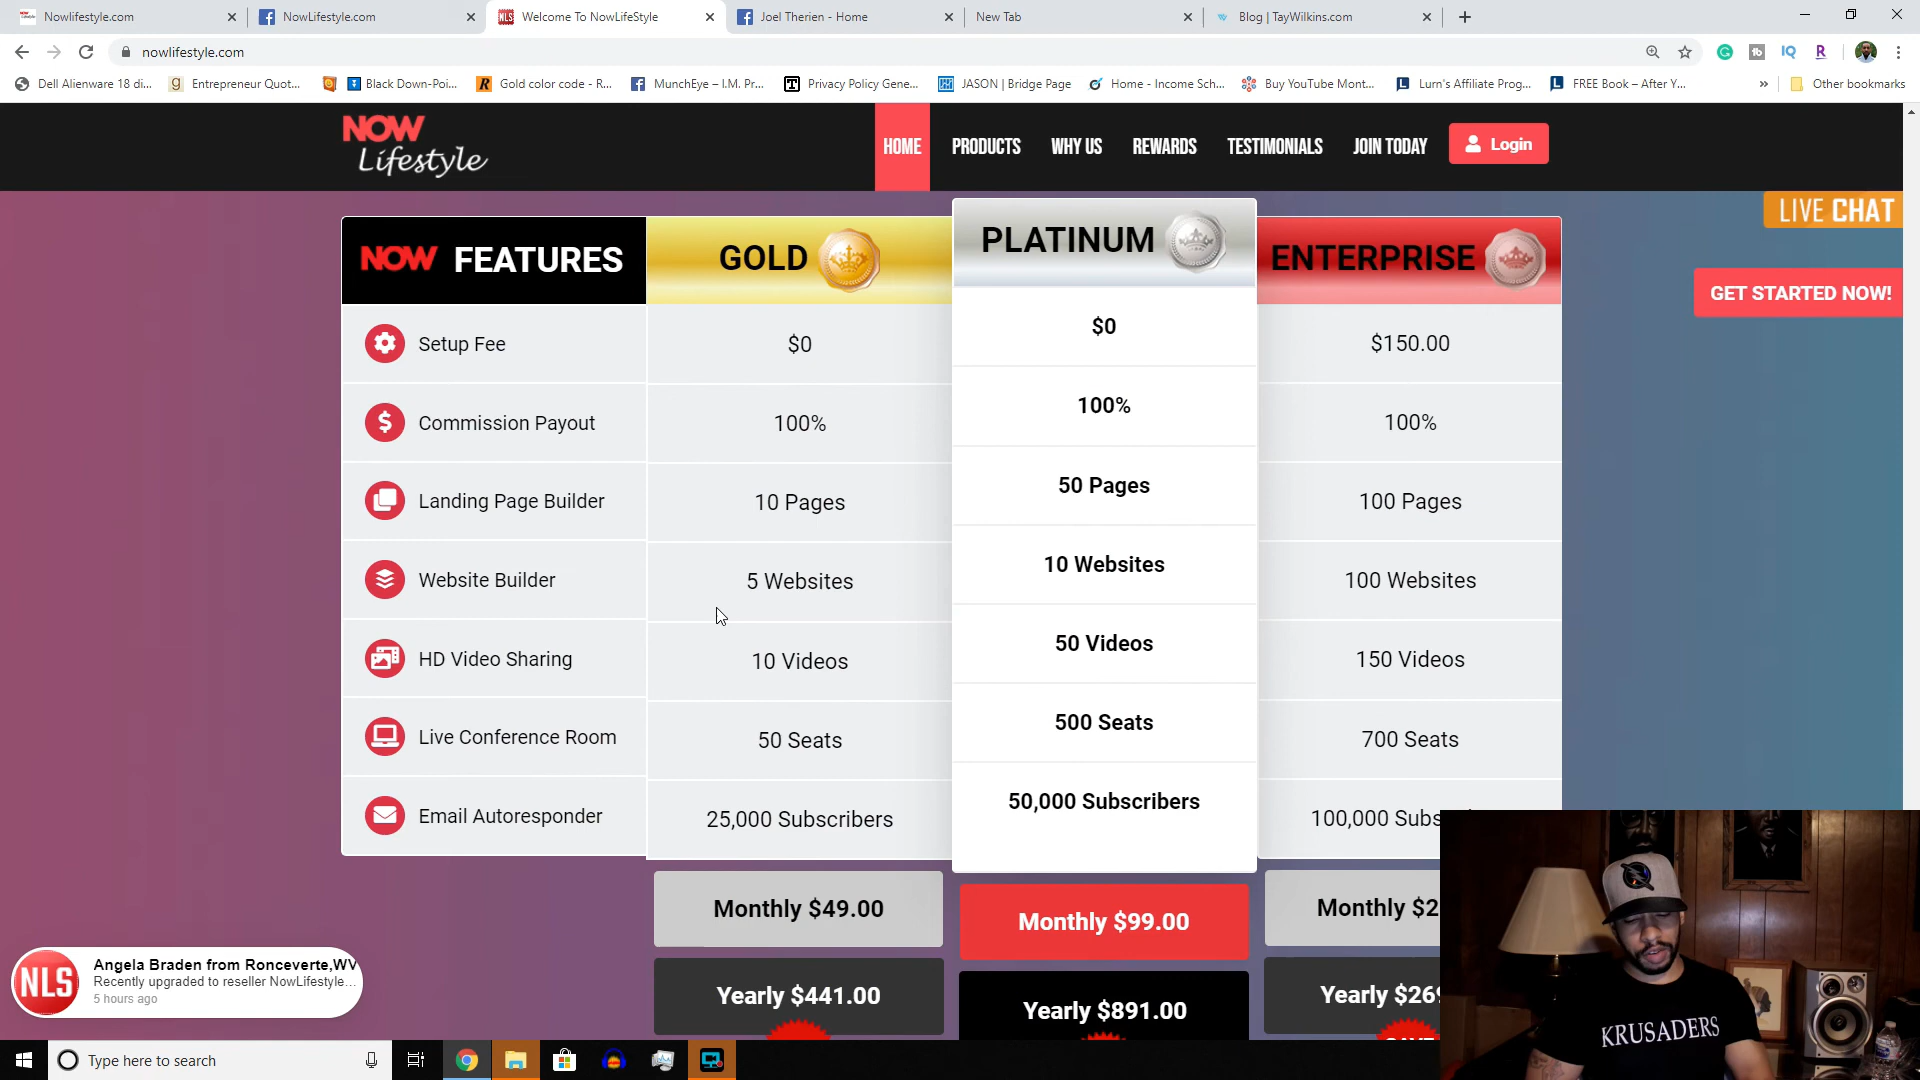 Nowlifestyle.com
NowLifestyle.com
Welcome To NowLifeStyle
Joel Therien - Home
New Tab
Blog | TayWilkins.com
nowlifestyle.com
Dell Alienware 18 di...
Entrepreneur Quot...
Black Down-Poi...
Gold color code - R...
MunchEye – I.M. Pr...
Privacy Policy Gene...
JASON | Bridge Page
Home - Income Sch...
Buy YouTube Mont...
Lurn's Affiliate Prog...
FREE Book – After Y...
Other bookmarks
NOW
Lifestyle
HOME
PRODUCTS
WHY US
REWARDS
TESTIMONIALS
JOIN TODAY
Login
LIVE CHAT
GET STARTED NOW!
NOW FEATURES
GOLD
PLATINUM
ENTERPRISE
Setup Fee
$0
$0
$150.00
Commission Payout
100%
100%
100%
Landing Page Builder
10 Pages
50 Pages
100 Pages
Website Builder
5 Websites
10 Websites
100 Websites
HD Video Sharing
10 Videos
50 Videos
150 Videos
Live Conference Room
50 Seats
500 Seats
700 Seats
Email Autoresponder
25,000 Subscribers
50,000 Subscribers
100,000 Subs
Monthly $49.00
Monthly $99.00
Monthly $2
Yearly $441.00
Yearly $891.00
Yearly $269
NLS
Angela Braden from Ronceverte,WV
Recently upgraded to reseller NowLifestyle...
5 hours ago
KRUSADERS
Type here to search